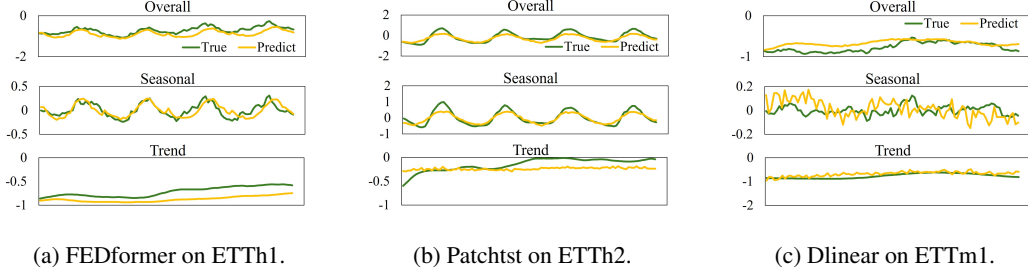 Overall
0
-2
True
Predict
Seasonal
0.5
0
-0.5
Trend
0
-0.5
-1
(a) FEDformer on ETTh1.
Overall
2
0
-2
True
Predict
Seasonal
2
1
0
-1
Trend
0
-0.5
-1
(b) Patchtst on ETTh2.
Overall
0
-1
True
Predict
Seasonal
0.2
-0.2
Trend
0
-1
-2
(c) Dlinear on ETTm1.